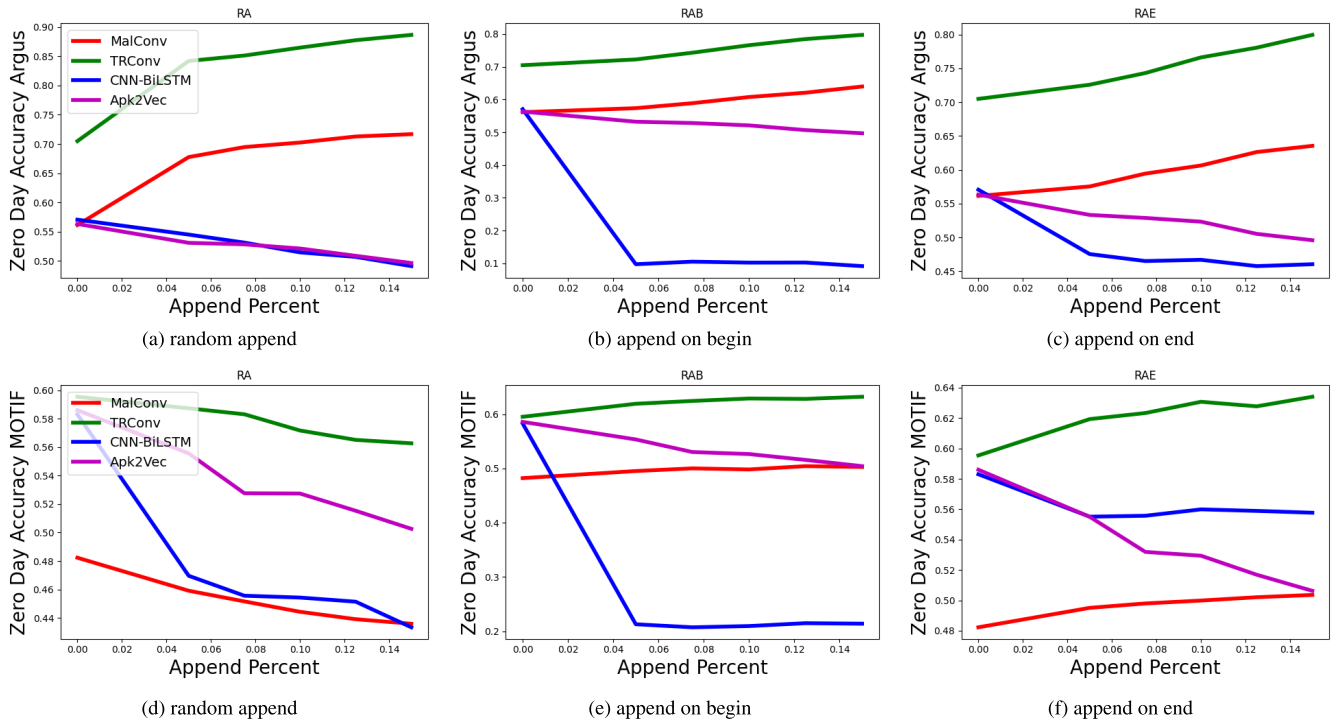 RA
Zero Day Accuracy Argus
0.90
0.85
0.80
0.75
0.70
0.65
0.60
0.55
0.50
MalConv
TRConv
CNN-BiLSTM
Apk2Vec
0.00 0.02 0.04 0.06 0.08 0.10 0.12 0.14
Append Percent
(a) random append
RAB
Zero Day Accuracy Argus
0.8
0.7
0.6
0.5
0.4
0.3
0.2
0.1
0.00 0.02 0.04 0.06 0.08 0.10 0.12 0.14
Append Percent
(b) append on begin
RAE
Zero Day Accuracy Argus
0.80
0.75
0.70
0.65
0.60
0.55
0.50
0.45
0.00 0.02 0.04 0.06 0.08 0.10 0.12 0.14
Append Percent
(c) append on end
RA
Zero Day Accuracy MOTIF
0.60
0.58
0.56
0.54
0.52
0.50
0.48
0.46
0.44
MalConv
TRConv
CNN-BiLSTM
Apk2Vec
0.00 0.02 0.04 0.06 0.08 0.10 0.12 0.14
Append Percent
(d) random append
RAB
Zero Day Accuracy MOTIF
0.6
0.5
0.4
0.3
0.2
0.00 0.02 0.04 0.06 0.08 0.10 0.12 0.14
Append Percent
(e) append on begin
RAE
Zero Day Accuracy MOTIF
0.64
0.62
0.60
0.58
0.56
0.54
0.52
0.50
0.48
0.00 0.02 0.04 0.06 0.08 0.10 0.12 0.14
Append Percent
(f) append on end